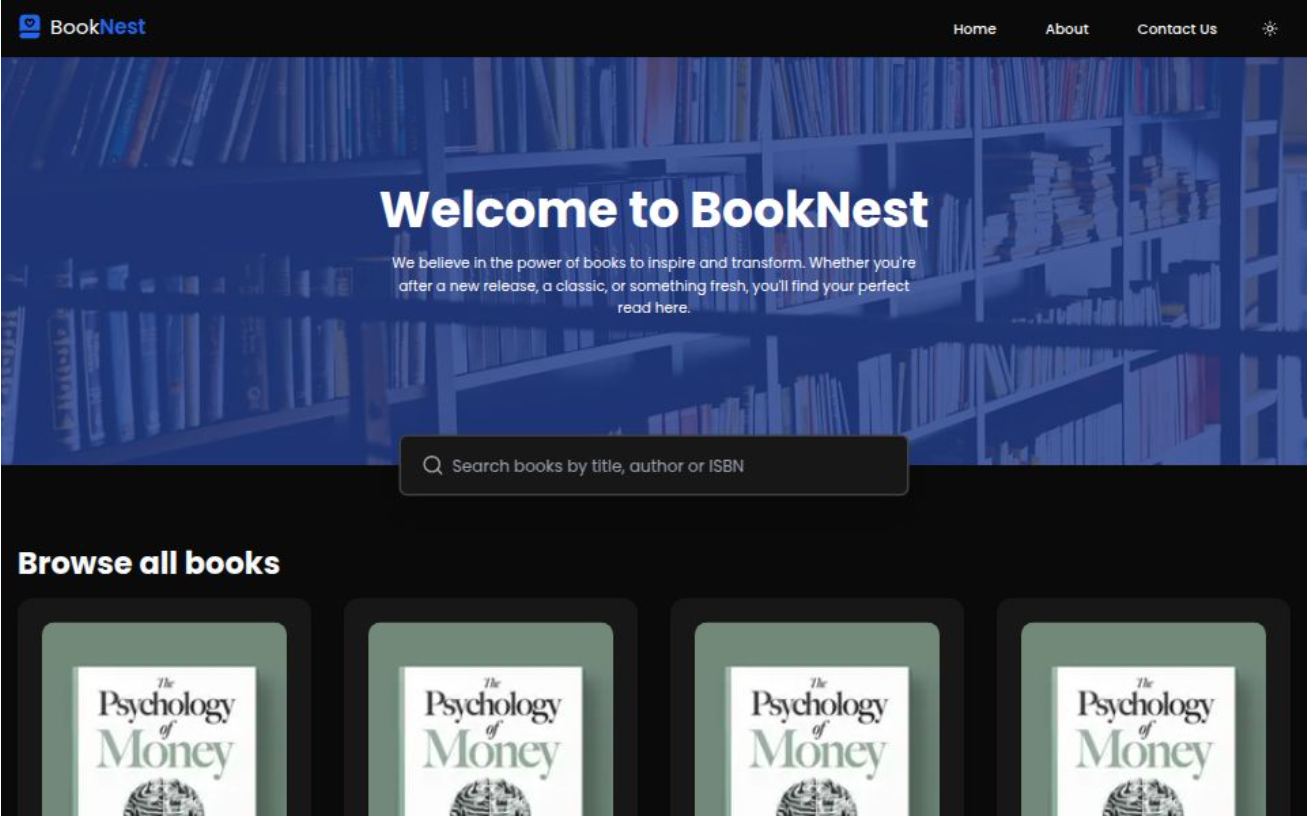 BookNest
Home About Contact Us
Welcome to BookNest
We believe in the power of books to inspire and transform. Whether you're
after a new release, a classic, or something fresh, you'll find your perfect
read here.
Search books by title, author or ISBN
Browse all books
The
Psychology
of
Money
The
Psychology
of
Money
The
Psychology
of
Money
The
Psychology
of
Money